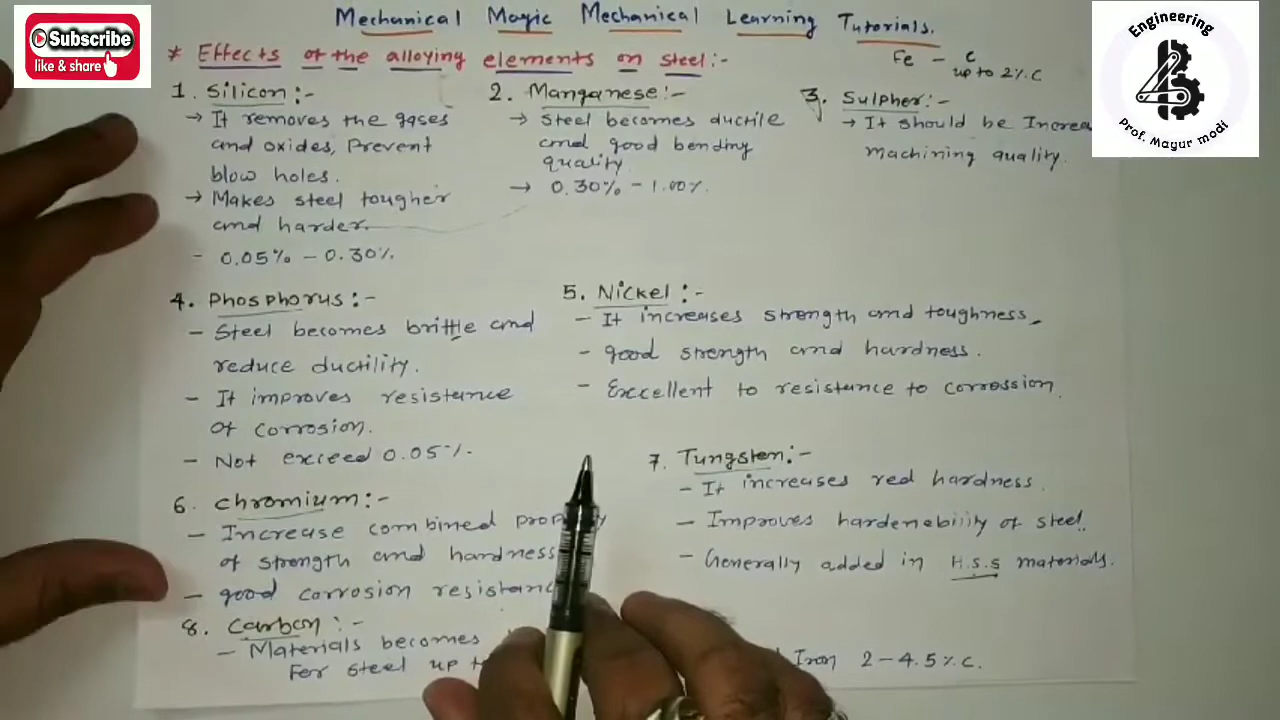 Subscribe
like & share
Mechanical Magic Mechanical Learning Tutorials.
* Effects of the alloying elements on steel:-
Fe - C
up to 2%.C
1. Silicon:-
→ It removes the gases
and oxides, Prevent
blow holes.
→ Makes steel tougher
and harder.
- 0.05% - 0.30%.
2. Manganese:-
→ Steel becomes ductile
and good bending
quality.
→ 0.30% - 1.00%.
3. Sulpher:-
→ It should be
Machining quality.
4. Phosphorus:-
- Steel becomes brittle and
reduce ductility.
- It improves resistance
of corrosion.
- Not exceed 0.05%.
5. Nickel:-
- It increases strength and toughness.
- good strength and hardness.
- Excellent to resistance to corrossion.
6. Chromium:-
- Increase combined
of strength and hardness
- good corrosion
7. Tungsten:-
- It increases red hardness.
- Improves hardenability of steel.
- Generally added in H.S.S materials.
8. Carbon:-
- Materials becomes
For steel up
Iron 2-4.5%.C.
Engineering
Prof. Mayur modi